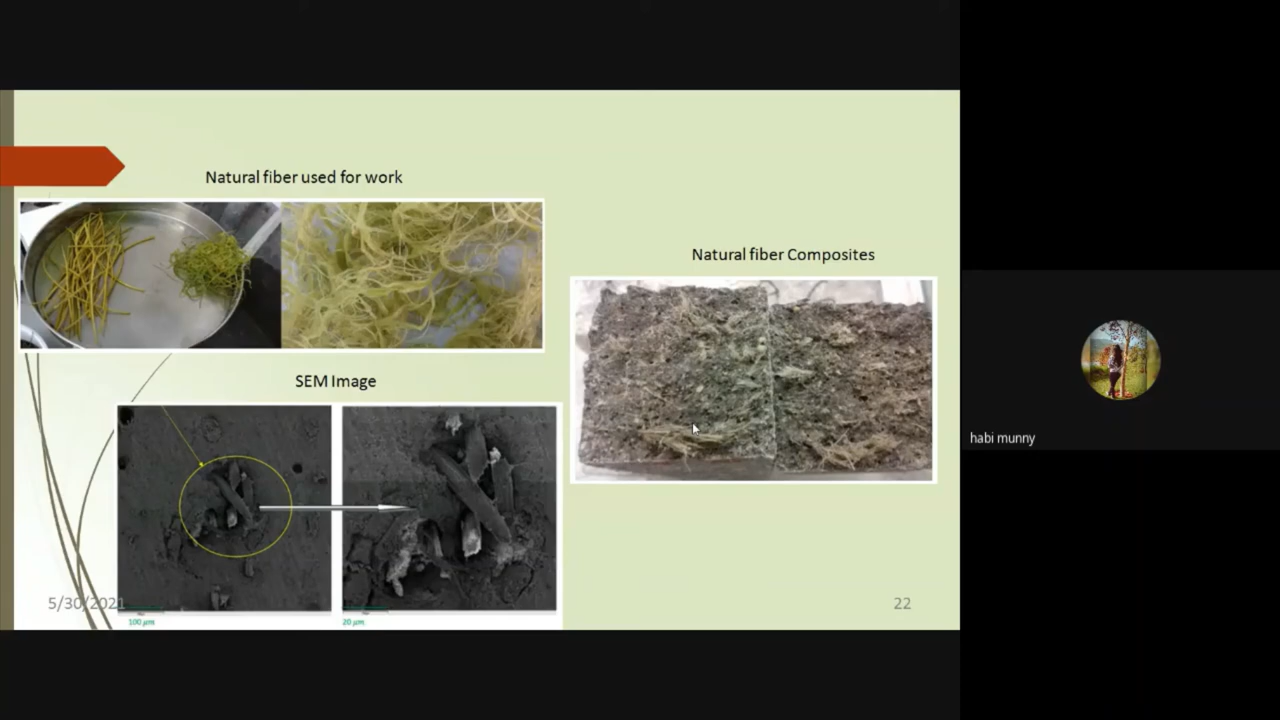 Natural fiber used for work
Natural fiber Composites
SEM Image
habi munny
5/30/2021
22
100 µm
20 µm